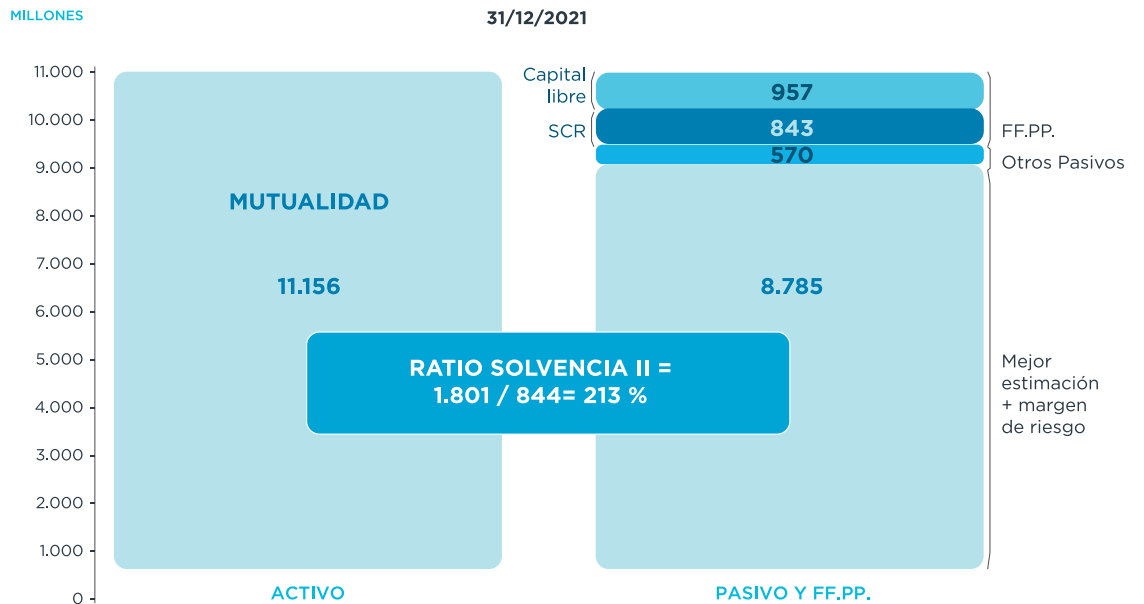 MILLONES
31/12/2021
11.000
10.000
9.000
8.000
7.000
6.000
5.000
4.000
3.000
2.000
1.000
0
MUTUALIDAD
11.156
Capital
libre
SCR
957
843
570
8.785
FF.PP.
Otros Pasivos
Mejor
estimación
+ margen
de riesgo
RATIO SOLVENCIA II =
1.801 / 844= 213 %
ACTIVO
PASIVO Y FF.PP.